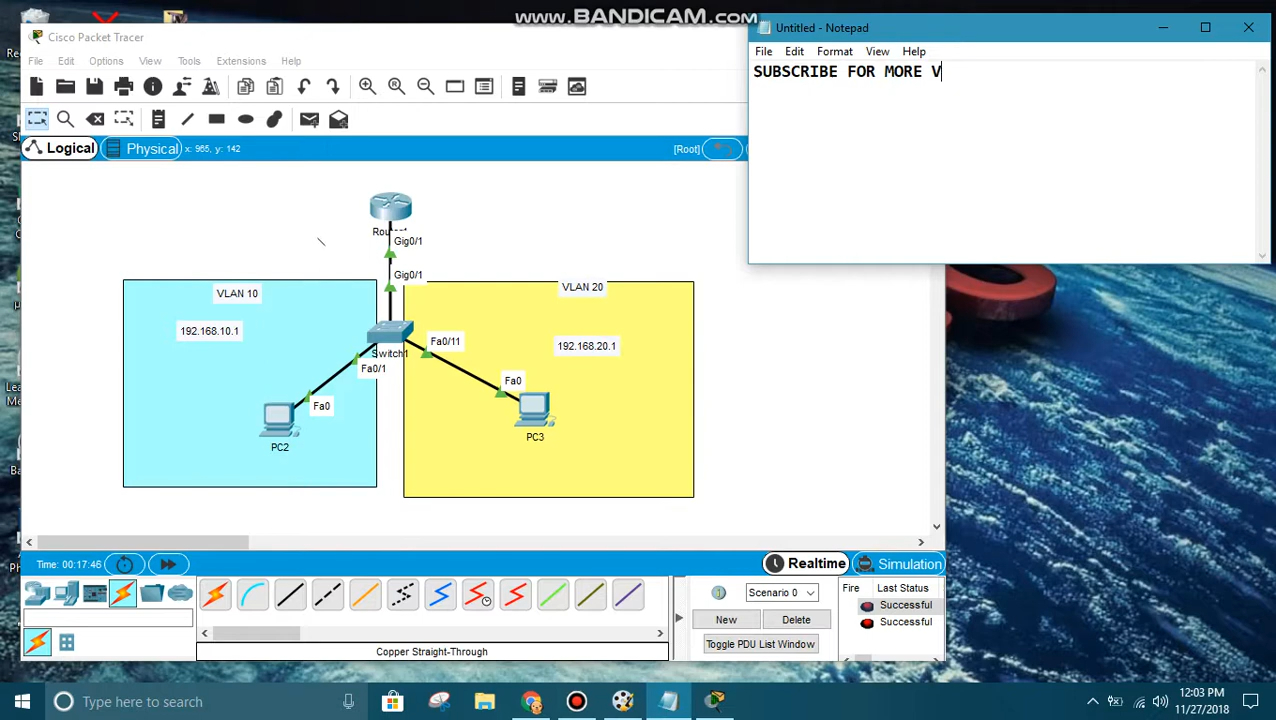 www.BANDICAM.com
Cisco Packet Tracer
File Edit Options View Tools Extensions Help
Logical
Physical
x: 965, y: 142
[Root]
Untitled - Notepad
File Edit Format View Help
SUBSCRIBE FOR MORE V
Gig0/1
Gig0/1
VLAN 10
192.168.10.1
VLAN 20
192.168.20.1
Switch1
Fa0/11
Fa0/1
Fa0
Fa0
PC2
PC3
Time: 00:17:46
Realtime
Simulation
Scenario 0
New
Delete
Toggle PDU List Window
Fire Last Status
Successful
Successful
Copper Straight-Through
Type here to search
12:03 PM
11/27/2018